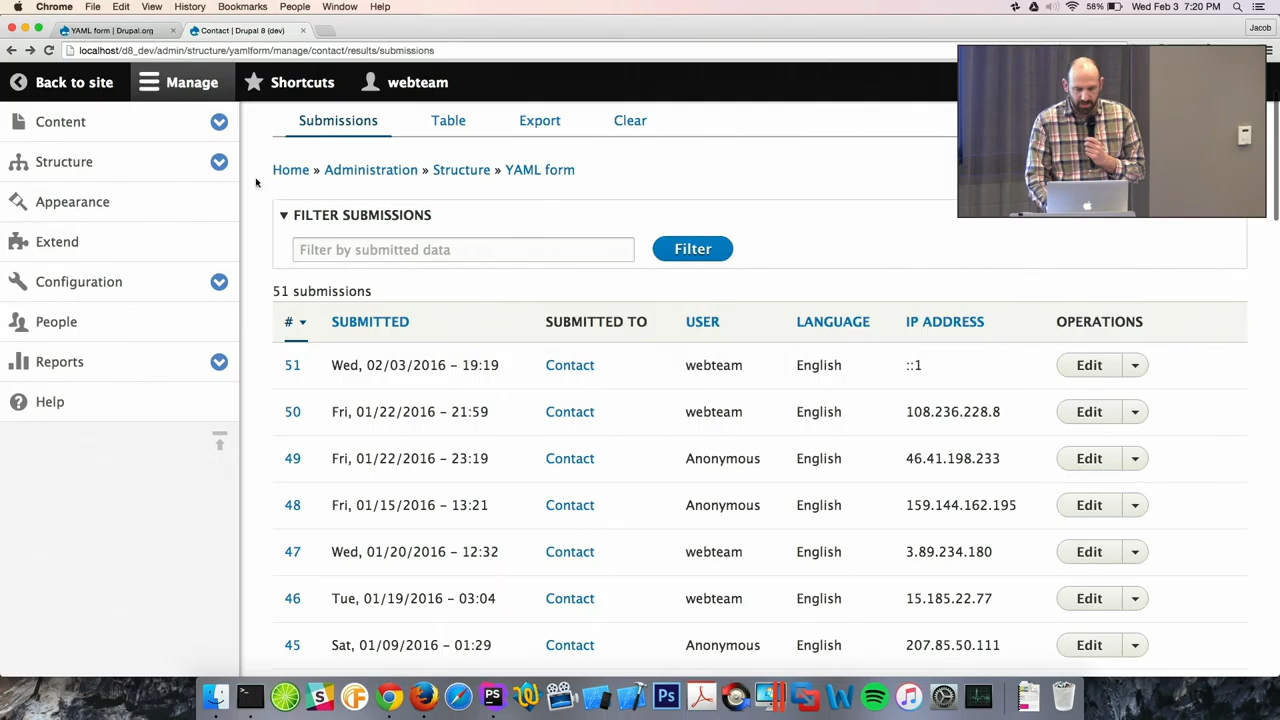 Chrome File Edit View History Bookmarks People Window Help 58% Wed Feb 3 7:20 PM
YAML form | Drupal.org Contact | Drupal 8 (dev) Jacob
localhost/d8_dev/admin/structure/yamlform/manage/contact/results/submissions
Back to site Manage Shortcuts webteam
Content
Structure
Appearance
Extend
Configuration
People
Reports
Help
Submissions Table Export Clear
Home » Administration » Structure » YAML form
FILTER SUBMISSIONS
Filter by submitted data Filter
51 submissions
# SUBMITTED SUBMITTED TO USER LANGUAGE IP ADDRESS OPERATIONS
51 Wed, 02/03/2016 – 19:19 Contact webteam English ::1 Edit
50 Fri, 01/22/2016 – 21:59 Contact webteam English 108.236.228.8 Edit
49 Fri, 01/22/2016 – 23:19 Contact Anonymous English 46.41.198.233 Edit
48 Fri, 01/15/2016 – 13:21 Contact Anonymous English 159.144.162.195 Edit
47 Wed, 01/20/2016 – 12:32 Contact webteam English 3.89.234.180 Edit
46 Tue, 01/19/2016 – 03:04 Contact webteam English 15.185.22.77 Edit
45 Sat, 01/09/2016 – 01:29 Contact Anonymous English 207.85.50.111 Edit
PS Ps W